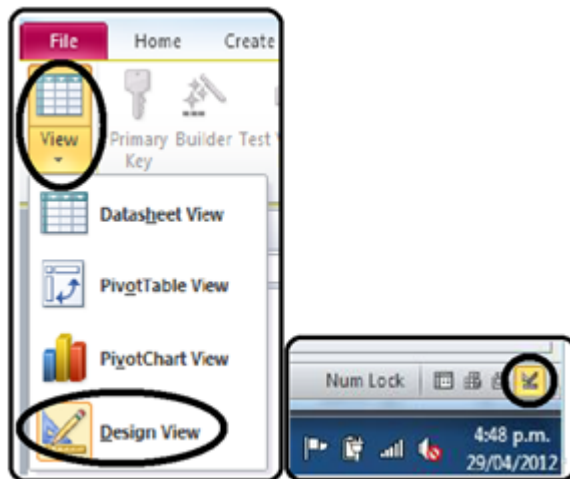 File Home Create
View Primary Key Builder Test
Datasheet View
PivotTable View
PivotChart View
Design View
Num Lock
4:48 p.m.
29/04/2012